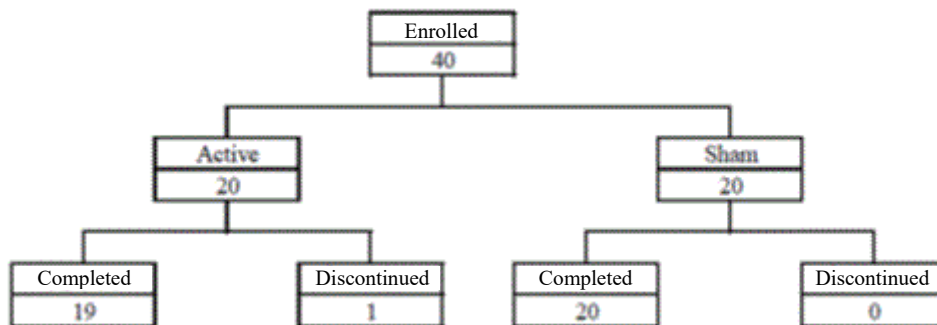 Enrolled
40
Active
20
Sham
20
Completed
19
Discontinued
1
Completed
20
Discontinued
0